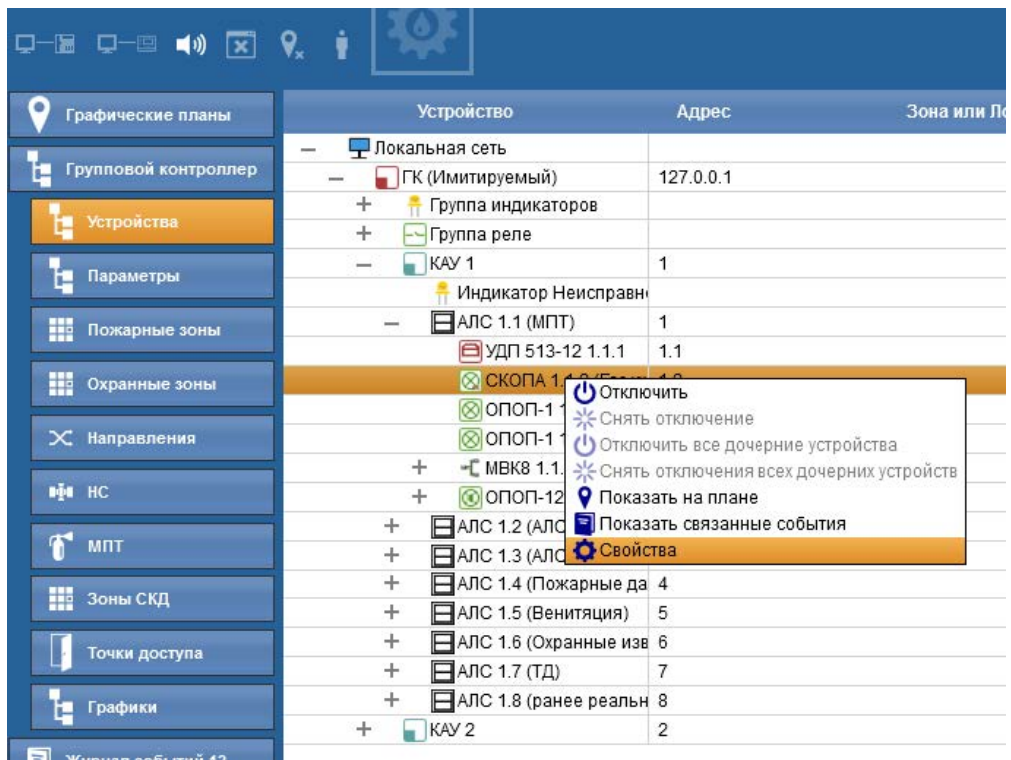 Графические планы
Групповой контроллер
Устройства
Параметры
Пожарные зоны
Охранные зоны
Направления
НС
МПТ
Зоны СКД
Точки доступа
Графики
Журнал событий
Устройство Адрес Зона или
Локальная сеть
ГК (Имитируемый) 127.0.0.1
Группа индикаторов
Группа реле
КАУ 1 1
Индикатор Неисправн
АЛС 1.1 (МПТ) 1
УДП 513-12 1.1.1 1.1
СКОПА
ОПОП-1
ОПОП-1
МВК8 1.1.
ОПОП-12
АЛС 1.2 (АЛС
АЛС 1.3 (АЛС
АЛС 1.4 (Пожарные да 4
АЛС 1.5 (Венитяция) 5
АЛС 1.6 (Охранные изв 6
АЛС 1.7 (ТД) 7
АЛС 1.8 (ранее реальн 8
КАУ 2 2
Отключить
Снять отключение
Отключить все дочерние устройства
Снять отключения всех дочерних устройств
Показать на плане
Показать связанные события
Свойства